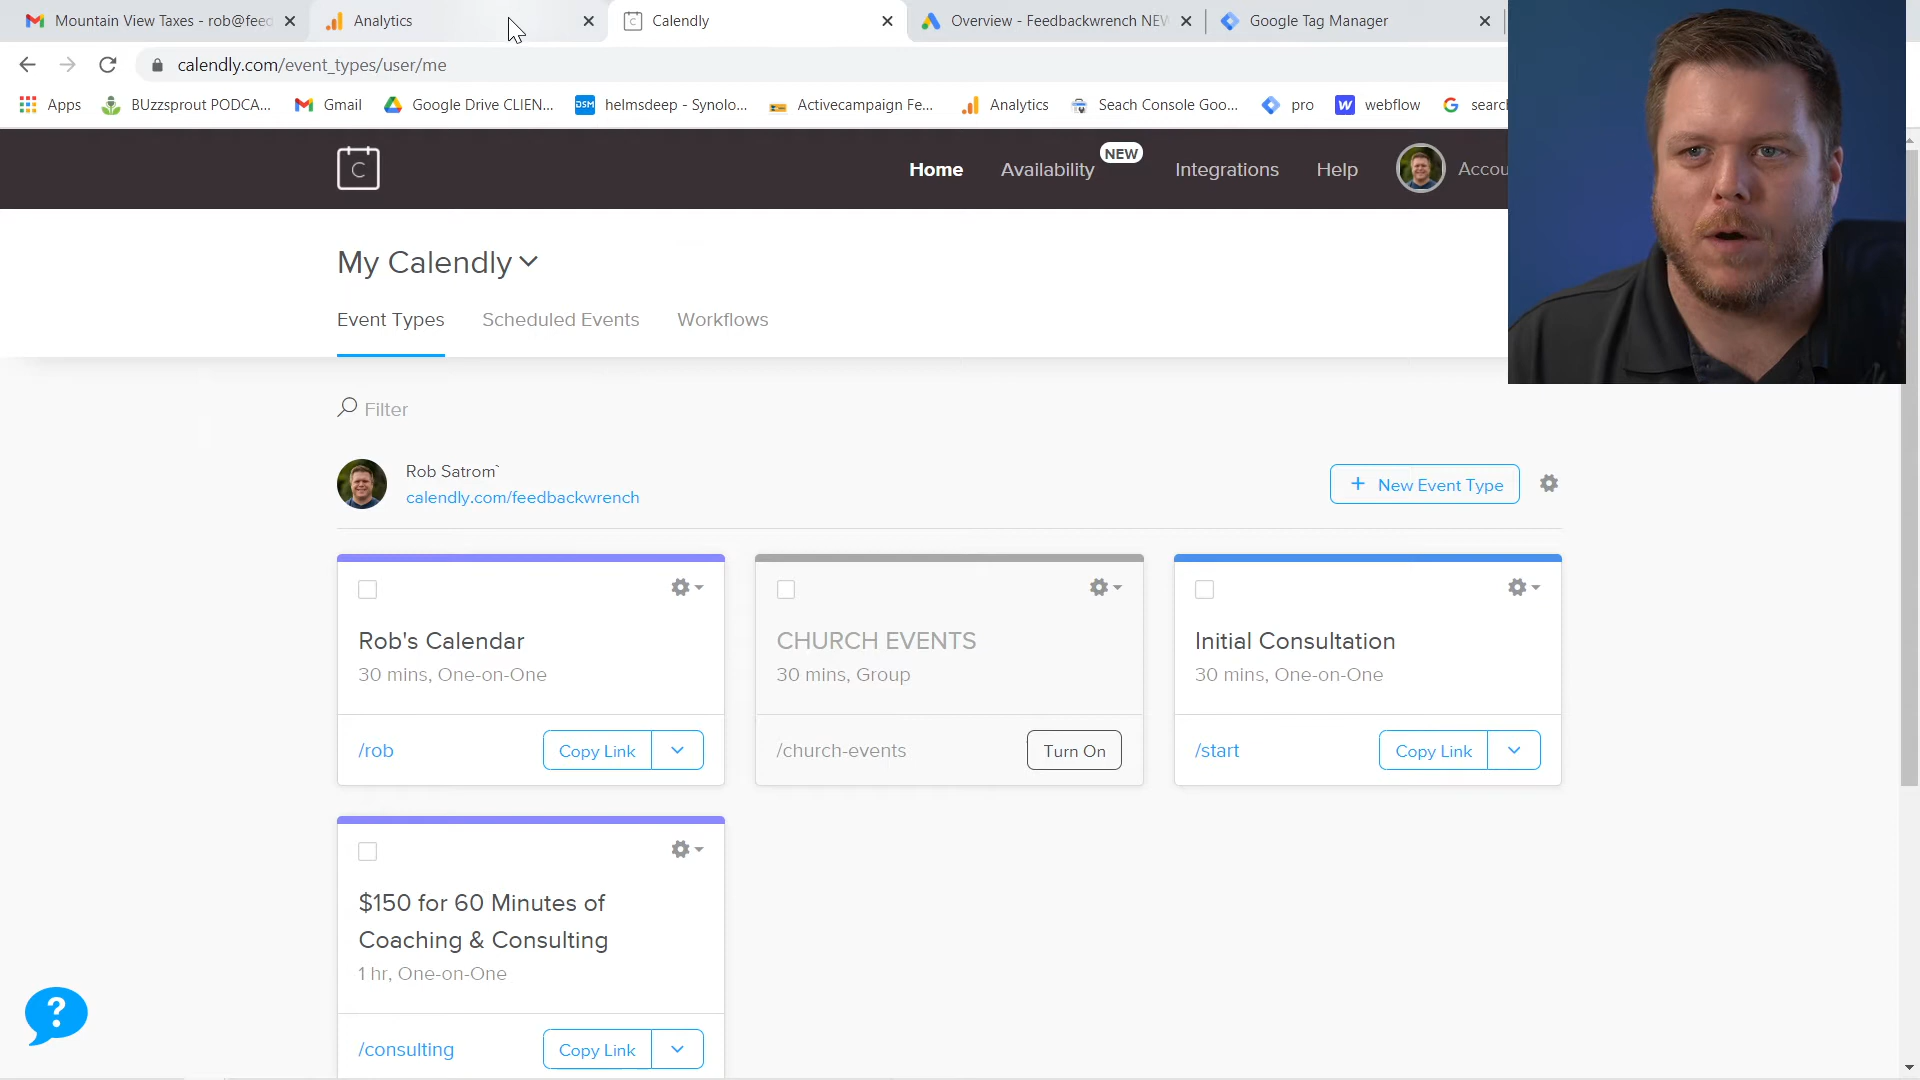 Mountain View Taxes - rob@feed
Analytics
Calendly
Overview - Feedbackwrench NEW
Google Tag Manager
calendly.com/event_types/user/me
Apps
BUzzsprout PODCA...
Gmail
Google Drive CLIEN...
DSM
helmsdeep - Synolo...
Activecampaign Fe...
Analytics
Seach Console Goo...
pro
webflow
search
C
Home
Availability
NEW
Integrations
Help
Accou
My Calendly
Event Types
Scheduled Events
Workflows
Filter
Rob Satrom`
calendly.com/feedbackwrench
+ New Event Type
Rob's Calendar
30 mins, One-on-One
/rob
Copy Link
CHURCH EVENTS
30 mins, Group
/church-events
Turn On
Initial Consultation
30 mins, One-on-One
/start
Copy Link
$150 for 60 Minutes of
Coaching & Consulting
1 hr, One-on-One
/consulting
Copy Link
?